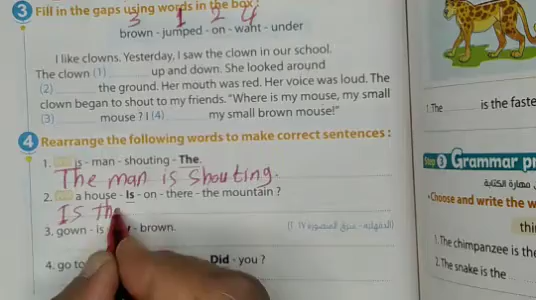 3 Fill in the gaps using words in the box:
3 1 2 4
brown - jumped - on - want - under
I like clowns. Yesterday, I saw the clown in our school.
The clown (1) up and down. She looked around
(2) the ground. Her mouth was red. Her voice was loud. The
clown began to shout to my friends. "Where is my mouse, my small
(3) mouse ? I (4) my small brown mouse!"
4 Rearrange the following words to make correct sentences :
1. is - man - shouting - The.
The man is shouting.
2. a house - Is - on - there - the mountain ?
Is the
3. gown - is - brown.
4. go to Did - you ?
1. The is the faste
Step 3 Grammar pr
• Choose and write the w
thi
1. The chimpanzee is th
2. The snake is the